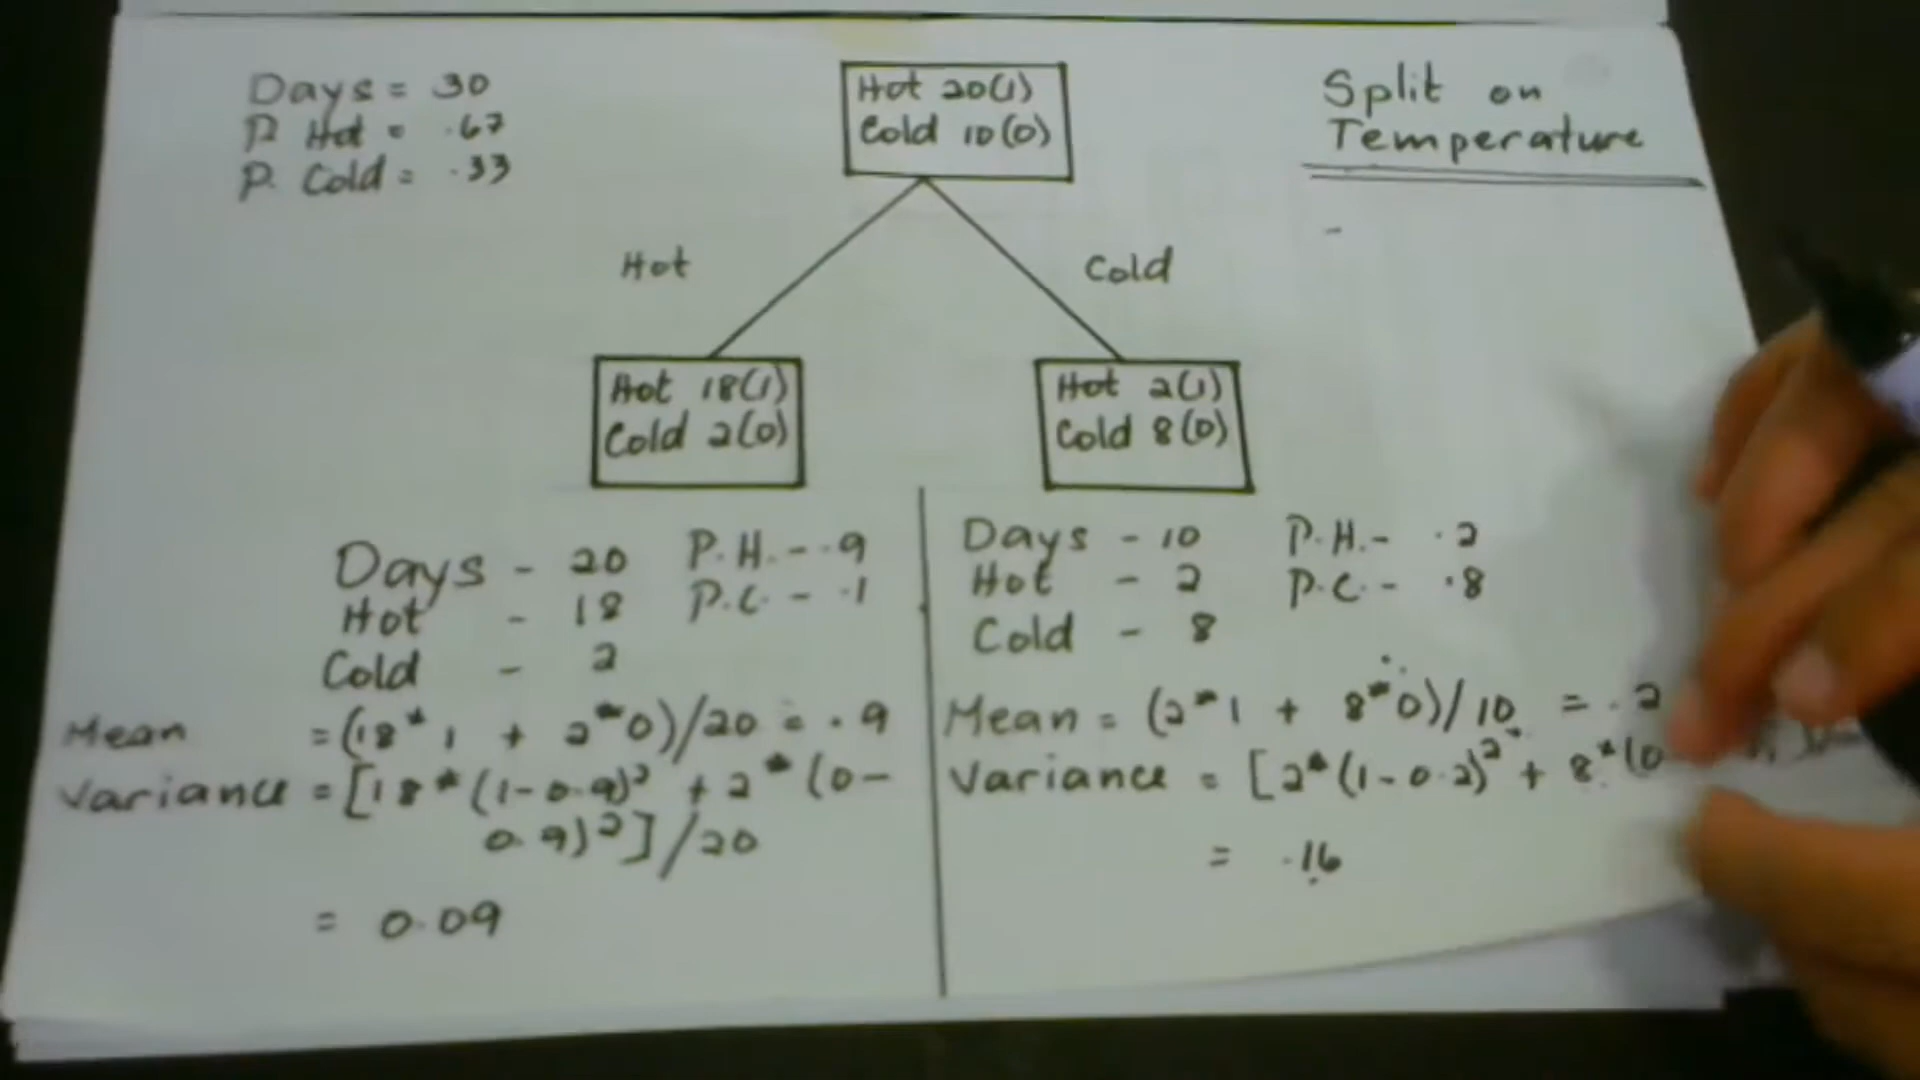 Days = 30
P. Hot = .67
P. Cold = .33
Hot 20(1)
Cold 10(0)
Split on
Temperature
-
Hot
Cold
Hot 18(1)
Cold 2(0)
Hot 2(1)
Cold 8(0)
Days - 20 P.H. - .9
Hot - 18 P.C. - .1
Cold - 2
Mean = (18*1 + 2*0)/20 = .9
Variance = [18*(1-0.9)² + 2*(0-
0.9)²]/20
= 0.09
Days - 10 P.H. - .2
Hot - 2 P.C. - .8
Cold - 8
Mean = (2*1 + 8*0)/10 = .2
Variance = [2*(1-0.2)² + 8*(0
= .16